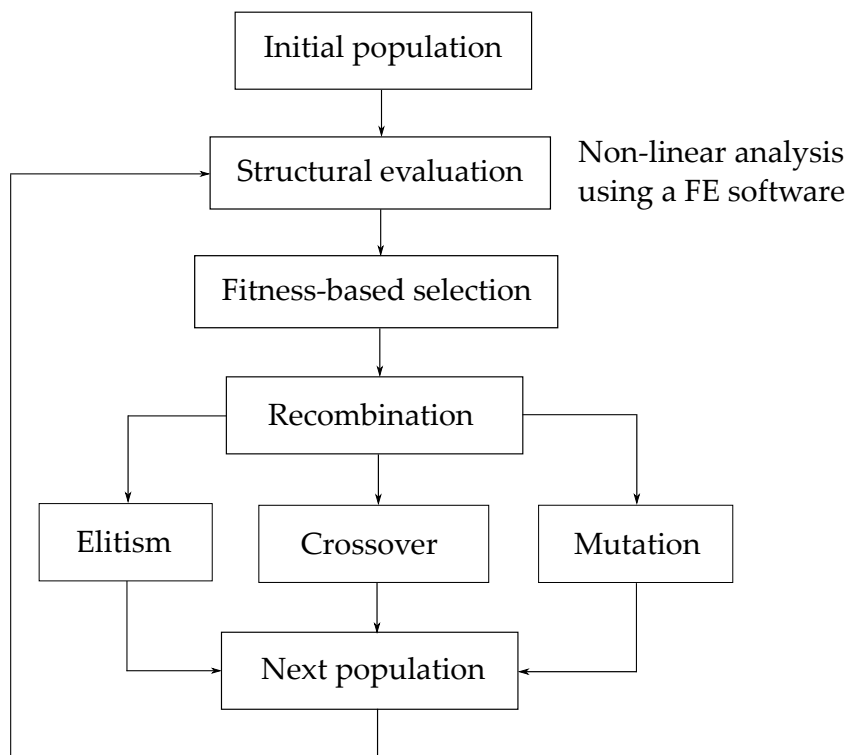 Initial population
Structural evaluation
Non-linear analysis
using a FE software
Fitness-based selection
Recombination
Elitism
Crossover
Mutation
Next population